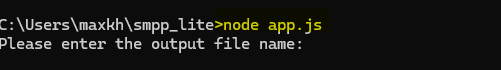 C:\Users\maxkh\smpp_lite>node app.js
Please enter the output file name: